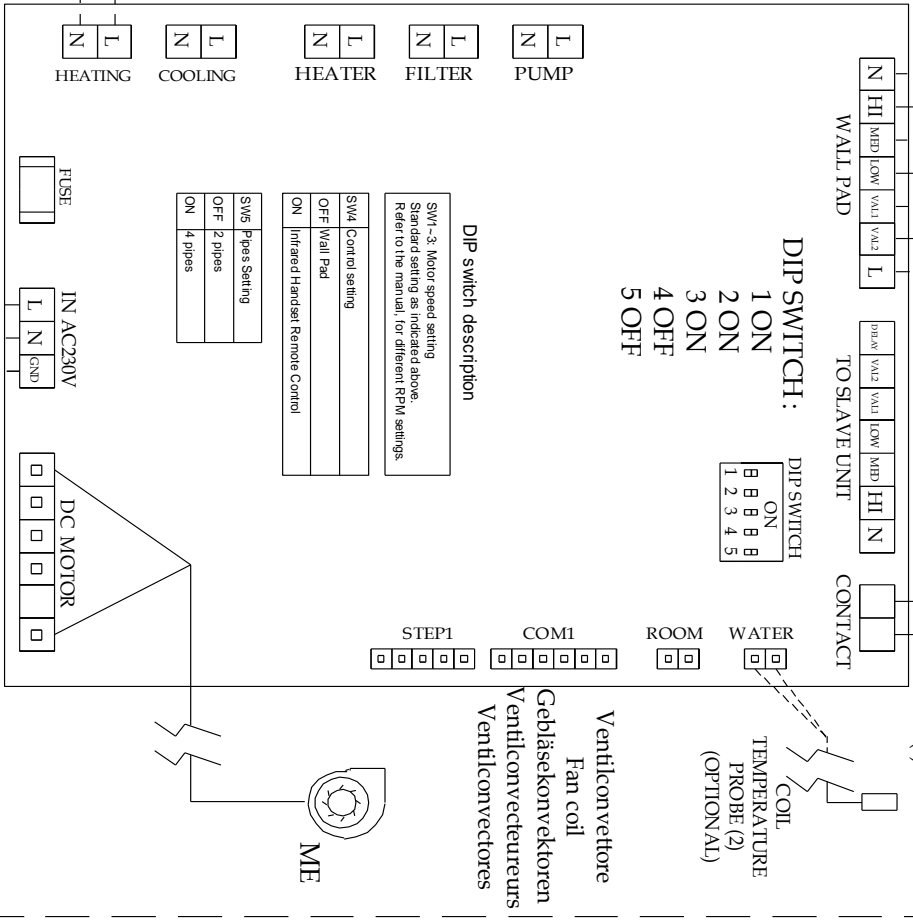 N L
HEATING
N L
COOLING
N L
HEATER
N L
FILTER
N L
PUMP
N HI MED LOW VAL1 VAL2 L
WALL PAD
FUSE
IN AC230V
L N GND
DC MOTOR
DIP switch description
SW1~3: Motor speed setting
Standard setting as indicated above.
Refer to the manual, for different RPM settings.
SW4 Control setting
OFF Wall Pad
ON Infrared Handset Remote Control
SW5 Pipes Setting
OFF 2 pipes
ON 4 pipes
DIP SWITCH :
1 ON
2 ON
3 ON
4 OFF
5 OFF
DELAY VAL2 VAL1 LOW MED HI N
TO SLAVE UNIT
DIP SWITCH
ON
1 2 3 4 5
CONTACT
STEP1
COM1
ROOM
WATER
Ventilconvettore
Fan coil
Gebläsekonvektoren
Ventilconvecteureurs
Ventilconvectores
COIL
TEMPERATURE
PROBE (2)
(OPTIONAL)
ME